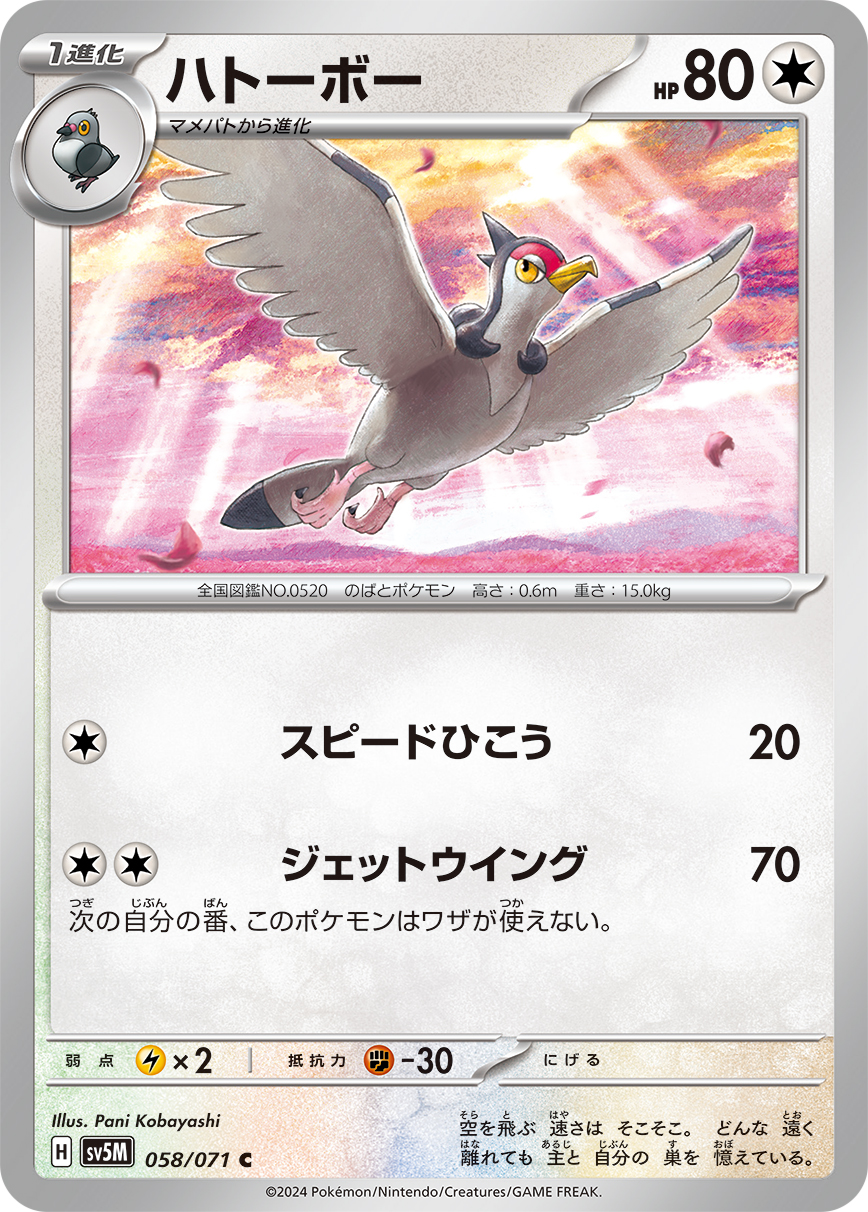 1進化
ハトーボー
HP 80
マメパトから進化
全国図鑑NO.0520 のばとポケモン 高さ：0.6m 重さ：15.0kg
スピードひこう 20
ジェットウイング 70
次の自分の番、このポケモンはワザが使えない。
弱点 ×2 抵抗力 -30 にげる
Illus. Pani Kobayashi
H sv5M 058/071 C
空を飛ぶ 速さは そこそこ。 どんな 遠く
離れても 主と 自分の 巣を 憶えている。
©2024 Pokémon/Nintendo/Creatures/GAME FREAK.